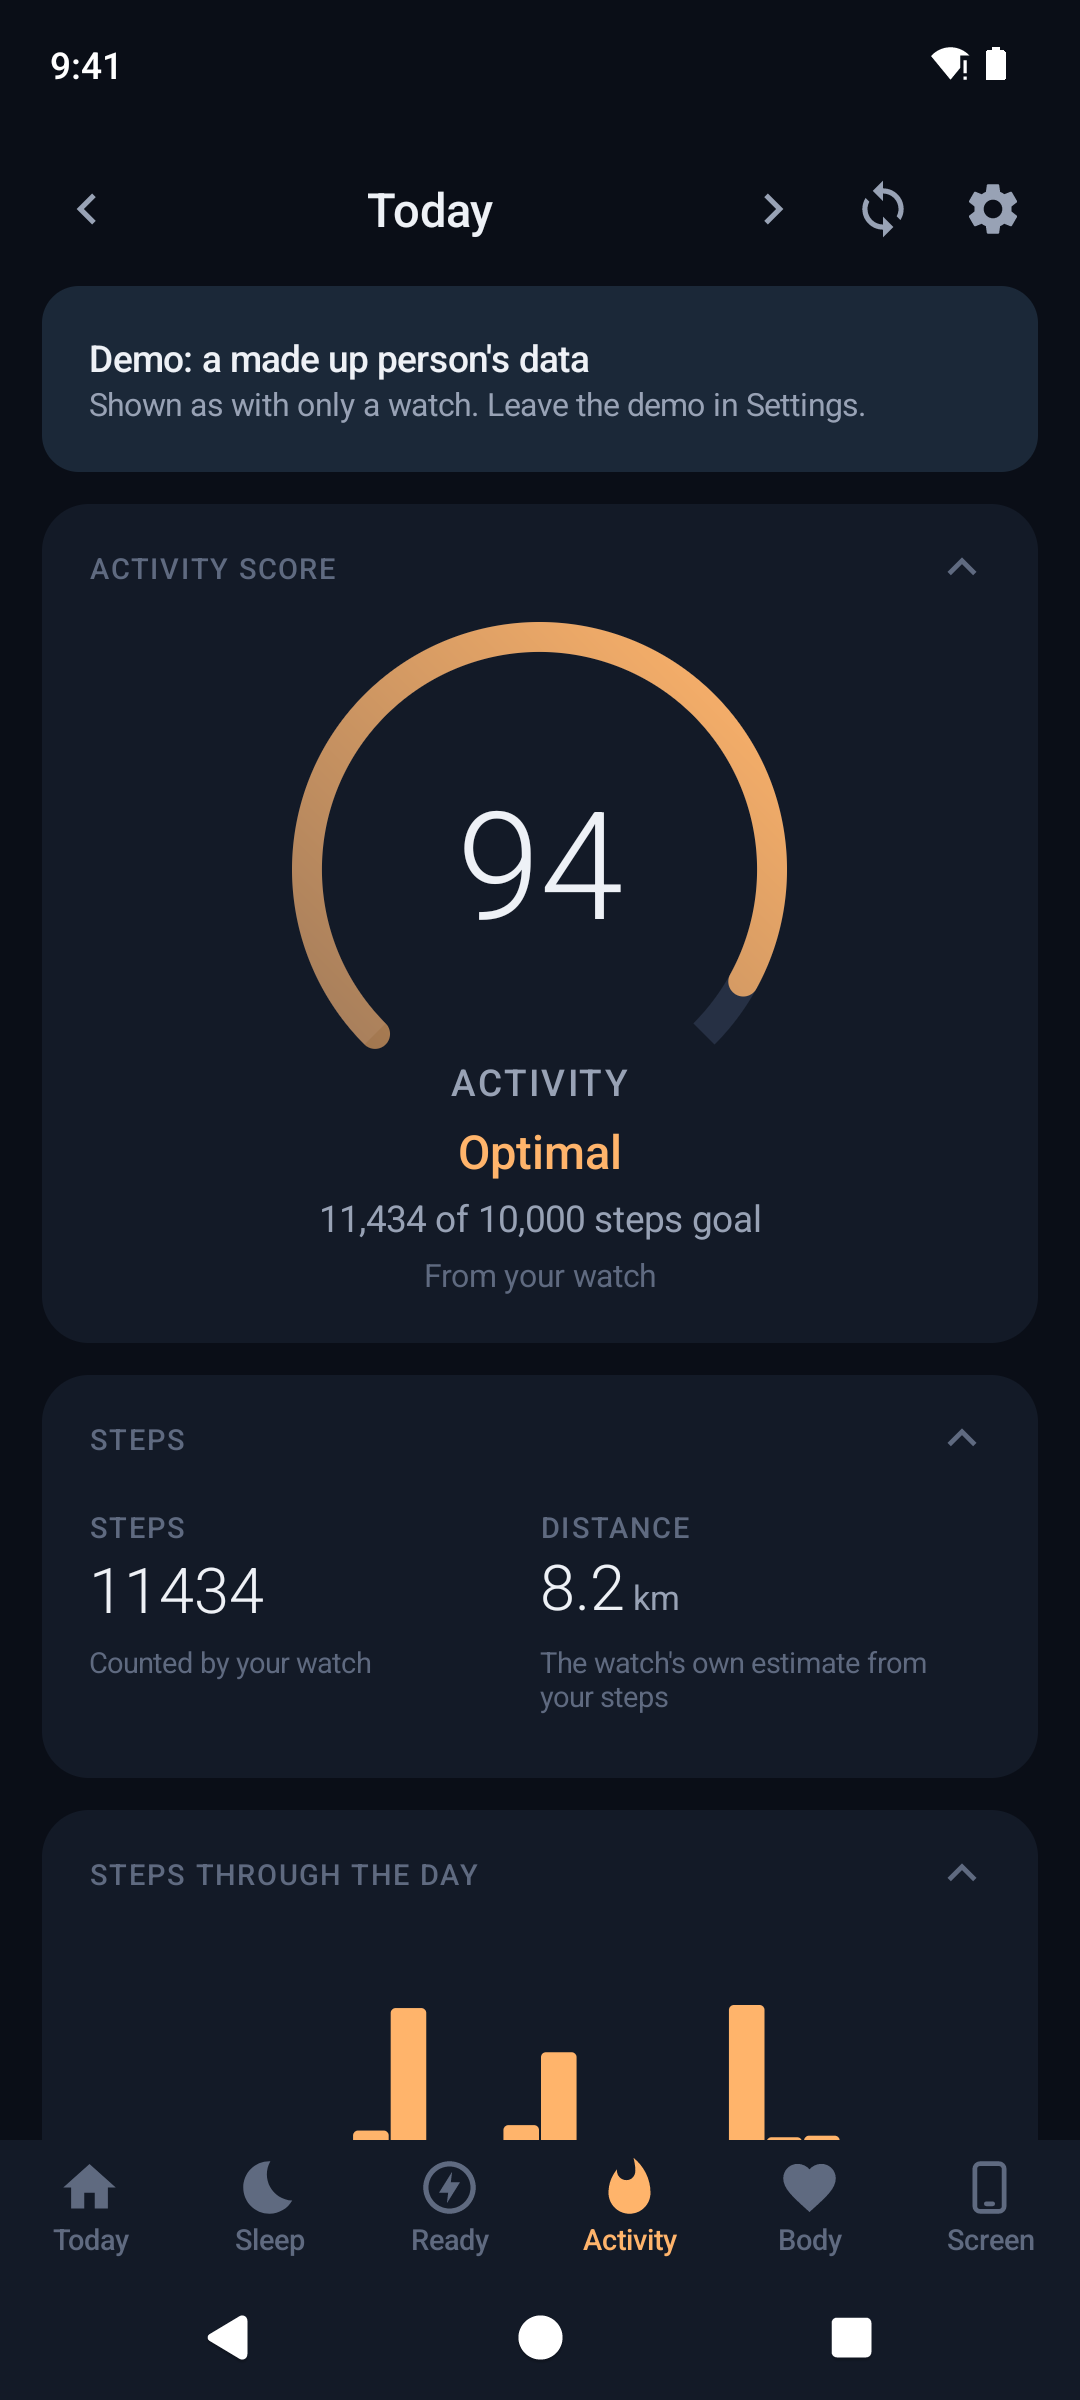 9:41
Today
Demo: a made up person's data
Shown as with only a watch. Leave the demo in Settings.
ACTIVITY SCORE
94
ACTIVITY
Optimal
11,434 of 10,000 steps goal
From your watch
STEPS
STEPS
11434
Counted by your watch
DISTANCE
8.2 km
The watch's own estimate from
your steps
STEPS THROUGH THE DAY
Today
Sleep
Ready
Activity
Body
Screen